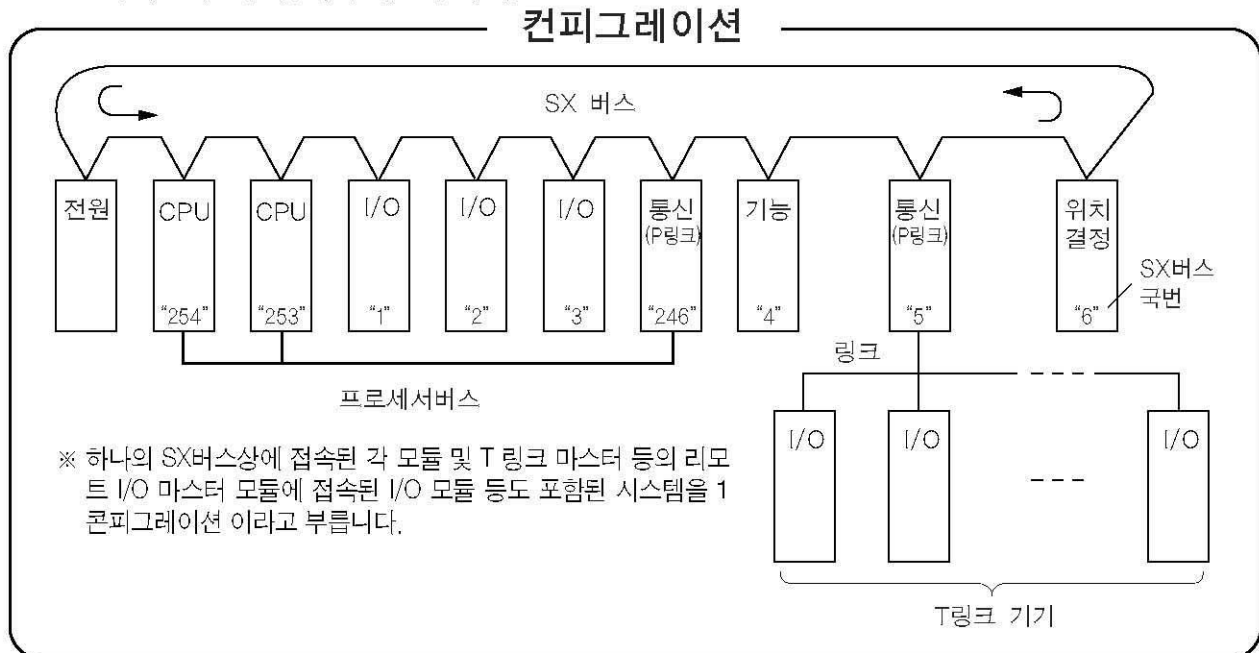 컨피그레이션
SX 버스
전원
CPU
"254"
CPU
"253"
I/O
"1"
I/O
"2"
I/O
"3"
통신
(P링크)
"246"
기능
"4"
통신
(P링크)
"5"
위치
결정
"6"
SX버스
국번
프로세서버스
링크
I/O
I/O
I/O
T링크 기기
※ 하나의 SX버스상에 접속된 각 모듈 및 T 링크 마스터 등의 리모
트 I/O 마스터 모듈에 접속된 I/O 모듈 등도 포함된 시스템을 1
콘피그레이션 이라고 부릅니다.